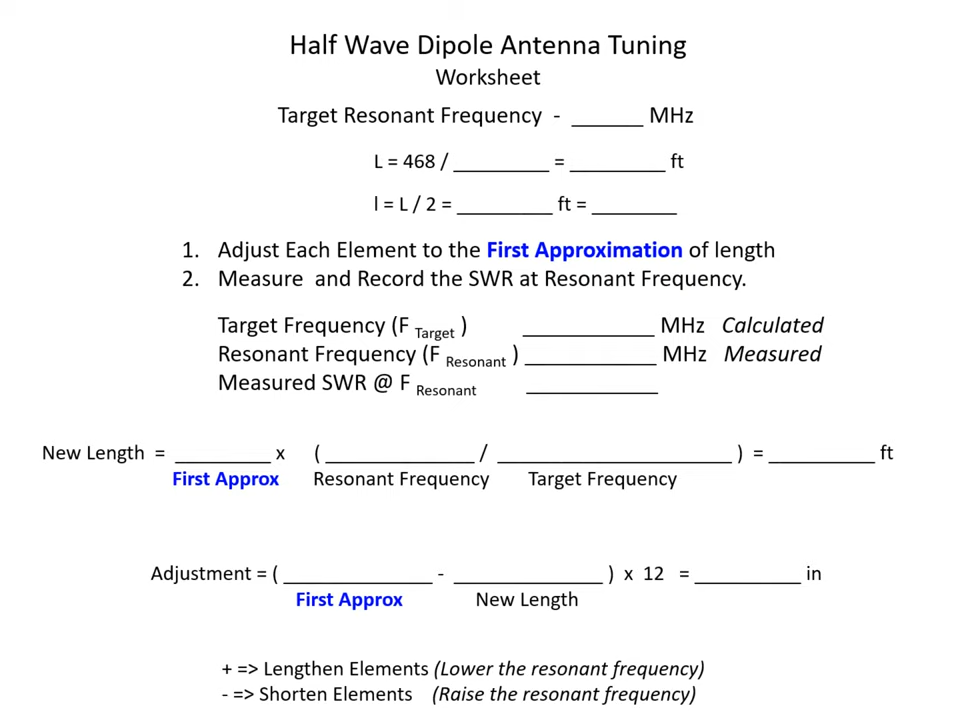 Half Wave Dipole Antenna Tuning
Worksheet
Target Resonant Frequency - ______ MHz
L = 468 / _________ = _________ ft
l = L / 2 = _________ ft = ________
1. Adjust Each Element to the First Approximation of length
2. Measure and Record the SWR at Resonant Frequency.
Target Frequency (F Target ) ____________ MHz Calculated
Resonant Frequency (F Resonant ) ____________ MHz Measured
Measured SWR @ F Resonant ____________
New Length = _________ x ( ______________ / ______________________ ) = __________ ft
First Approx Resonant Frequency Target Frequency
Adjustment = ( ______________ - ______________ ) x 12 = __________ in
First Approx New Length
+ => Lengthen Elements (Lower the resonant frequency)
- => Shorten Elements (Raise the resonant frequency)